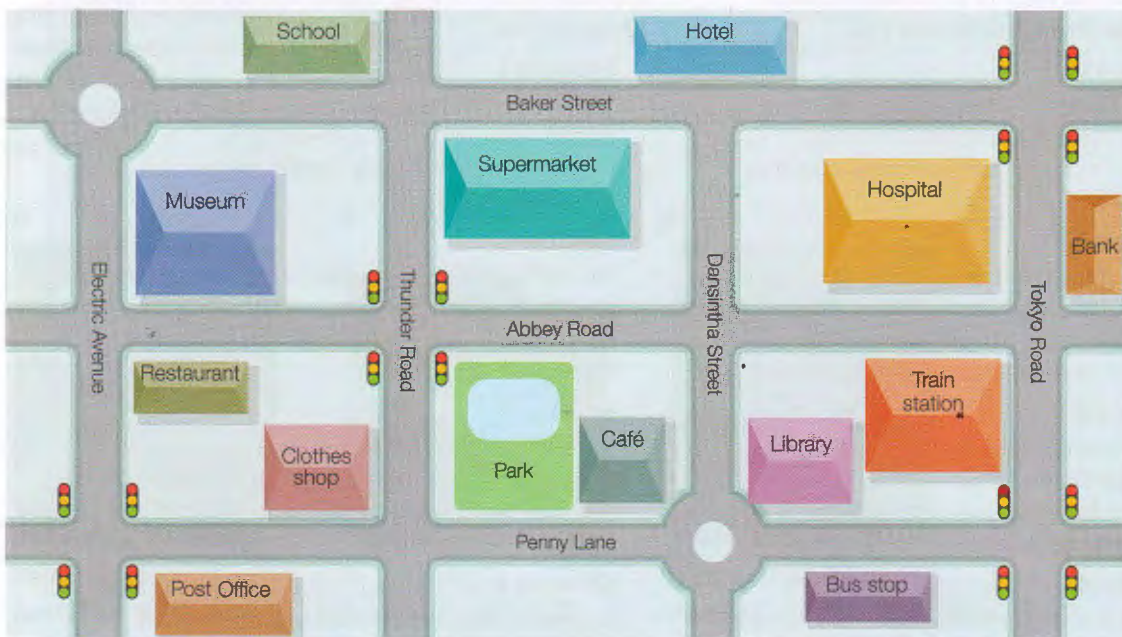 School
Hotel
Baker Street
Museum
Supermarket
Hospital
Bank
Electric Avenue
Thunder Road
Dansintha Street
Tokyo Road
Abbey Road
Restaurant
Train
station
Clothes
shop
Park
Café
Library
Penny Lane
Post Office
Bus stop